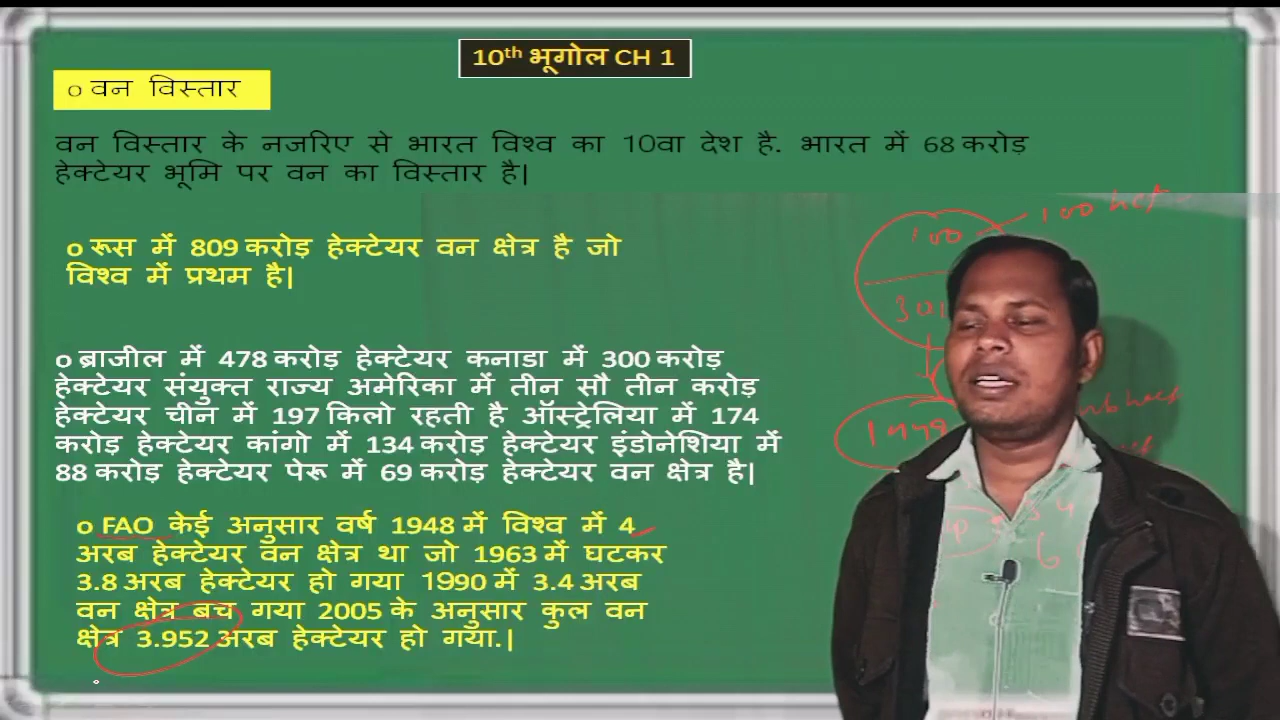 10th भूगोल CH 1
o वन विस्तार
वन विस्तार के नजरिए से भारत विश्व का 10वा देश है. भारत में 68 करोड़
हेक्टेयर भूमि पर वन का विस्तार है|
o रूस में 809 करोड़ हेक्टेयर वन क्षेत्र है जो
विश्व में प्रथम है|
o ब्राजील में 478 करोड़ हेक्टेयर कनाडा में 300 करोड़
हेक्टेयर संयुक्त राज्य अमेरिका में तीन सौ तीन करोड़
हेक्टेयर चीन में 197 किलो रहती है ऑस्ट्रेलिया में 174
करोड़ हेक्टेयर कांगो में 134 करोड़ हेक्टेयर इंडोनेशिया में
88 करोड़ हेक्टेयर पेरू में 69 करोड़ हेक्टेयर वन क्षेत्र है|
o FAO केई अनुसार वर्ष 1948 में विश्व में 4
अरब हेक्टेयर वन क्षेत्र था जो 1963 में घटकर
3.8 अरब हेक्टेयर हो गया 1990 में 3.4 अरब
वन क्षेत्र बच गया 2005 के अनुसार कुल वन
क्षेत्र 3.952 अरब हेक्टेयर हो गया.|
100
100